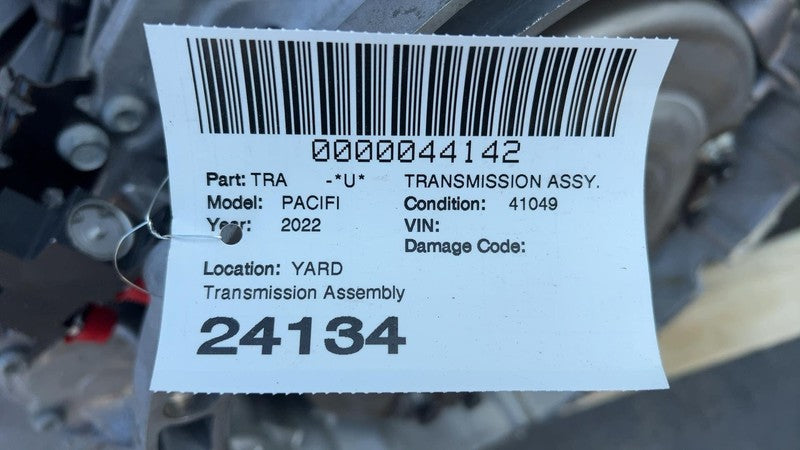 0000044142
Part: TRA -*U* TRANSMISSION ASSY.
Model: PACIFI Condition: 41049
Year: 2022 VIN:
Damage Code:
Location: YARD
Transmission Assembly
24134